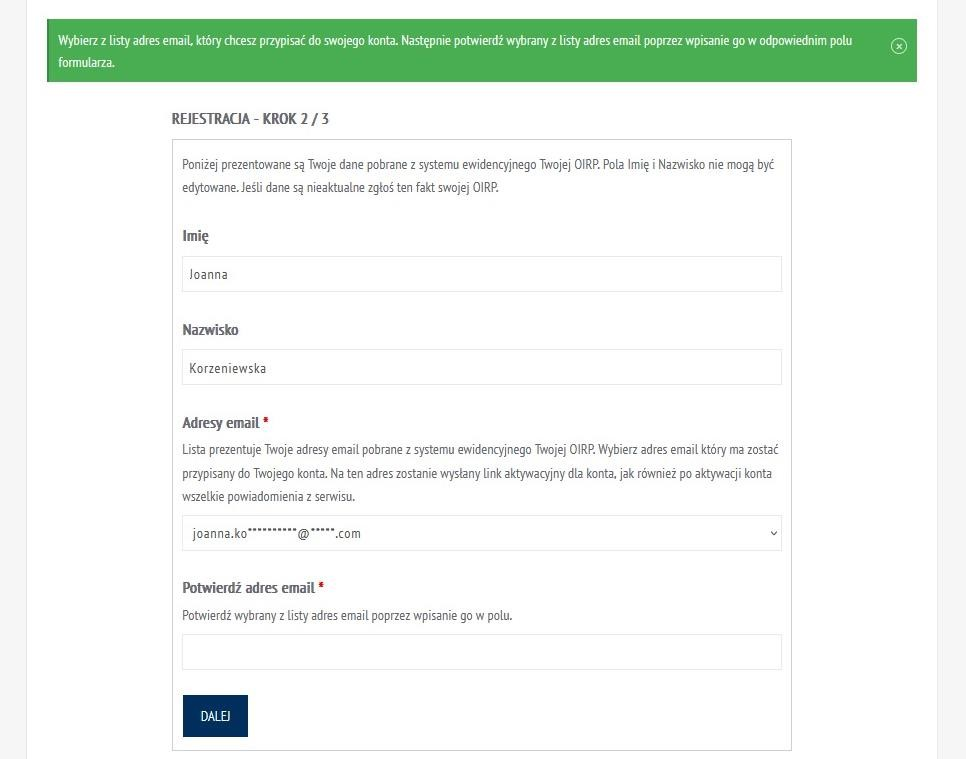 Wybierz z listy adres email, który chcesz przypisać do swojego konta. Następnie potwierdź wybrany z listy adres email poprzez wpisanie go w odpowiednim polu
formularza.
REJESTRACJA - KROK 2 / 3
Poniżej prezentowane są Twoje dane pobrane z systemu ewidencyjnego Twojej OIRP. Pola Imię i Nazwisko nie mogą być
edytowane. Jeśli dane są nieaktualne zgłoś ten fakt swojej OIRP.
Imię
Joanna
Nazwisko
Korzeniewska
Adresy email *
Lista prezentuje Twoje adresy email pobrane z systemu ewidencyjnego Twojej OIRP. Wybierz adres email który ma zostać
przypisany do Twojego konta. Na ten adres zostanie wysłany link aktywacyjny dla konta, jak również po aktywacji konta
wszelkie powiadomienia z serwisu.
joanna.ko**********@*****.com
Potwierdź adres email *
Potwierdź wybrany z listy adres email poprzez wpisanie go w polu.
DALEJ